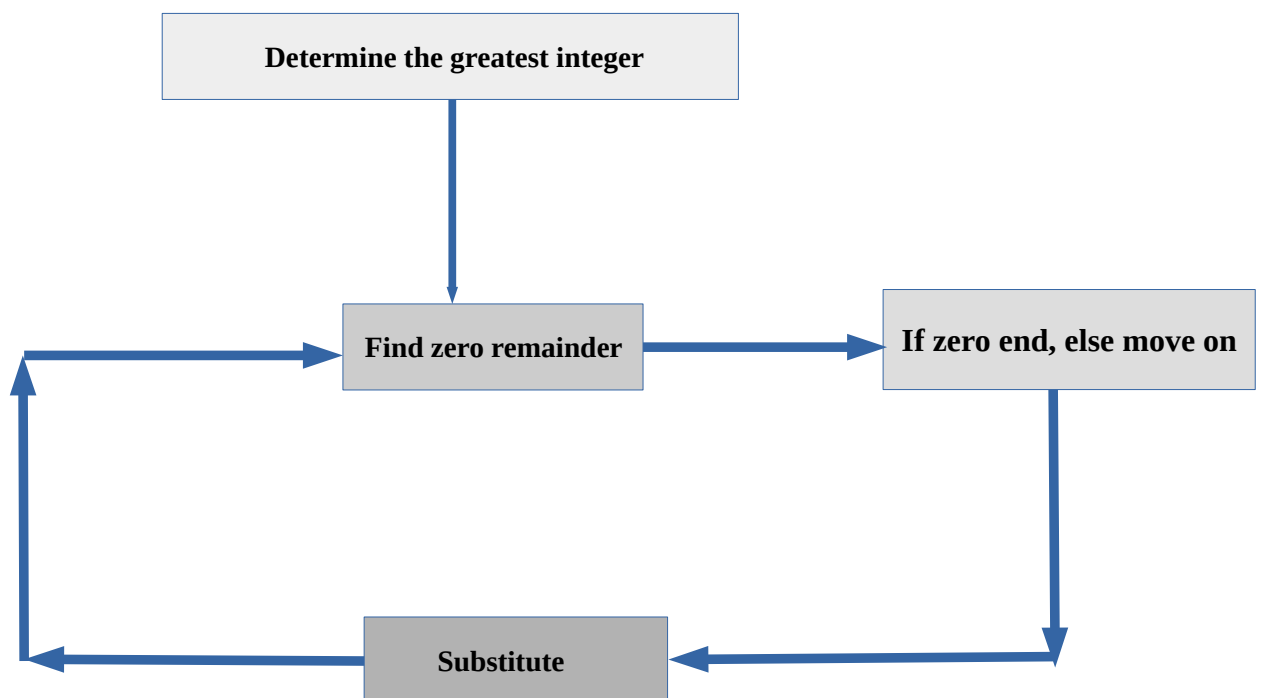 Determine the greatest integer
Find zero remainder
If zero end, else move on
Substitute